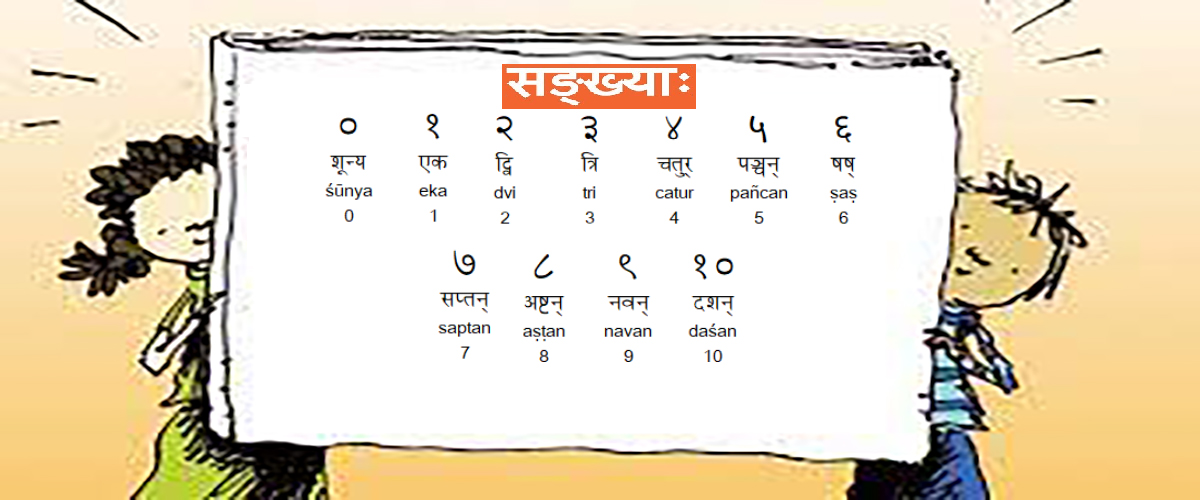 सङ्ख्याः
० १ २ ३ ४ ५ ६
शून्य एक द्वि त्रि चतुर् पञ्चन् षष्
śūnya eka dvi tri catur pañcan ṣaṣ
0 1 2 3 4 5 6
७ ८ ९ १०
सप्तन् अष्टन् नवन् दशन्
saptan aṣṭan navan daśan
7 8 9 10